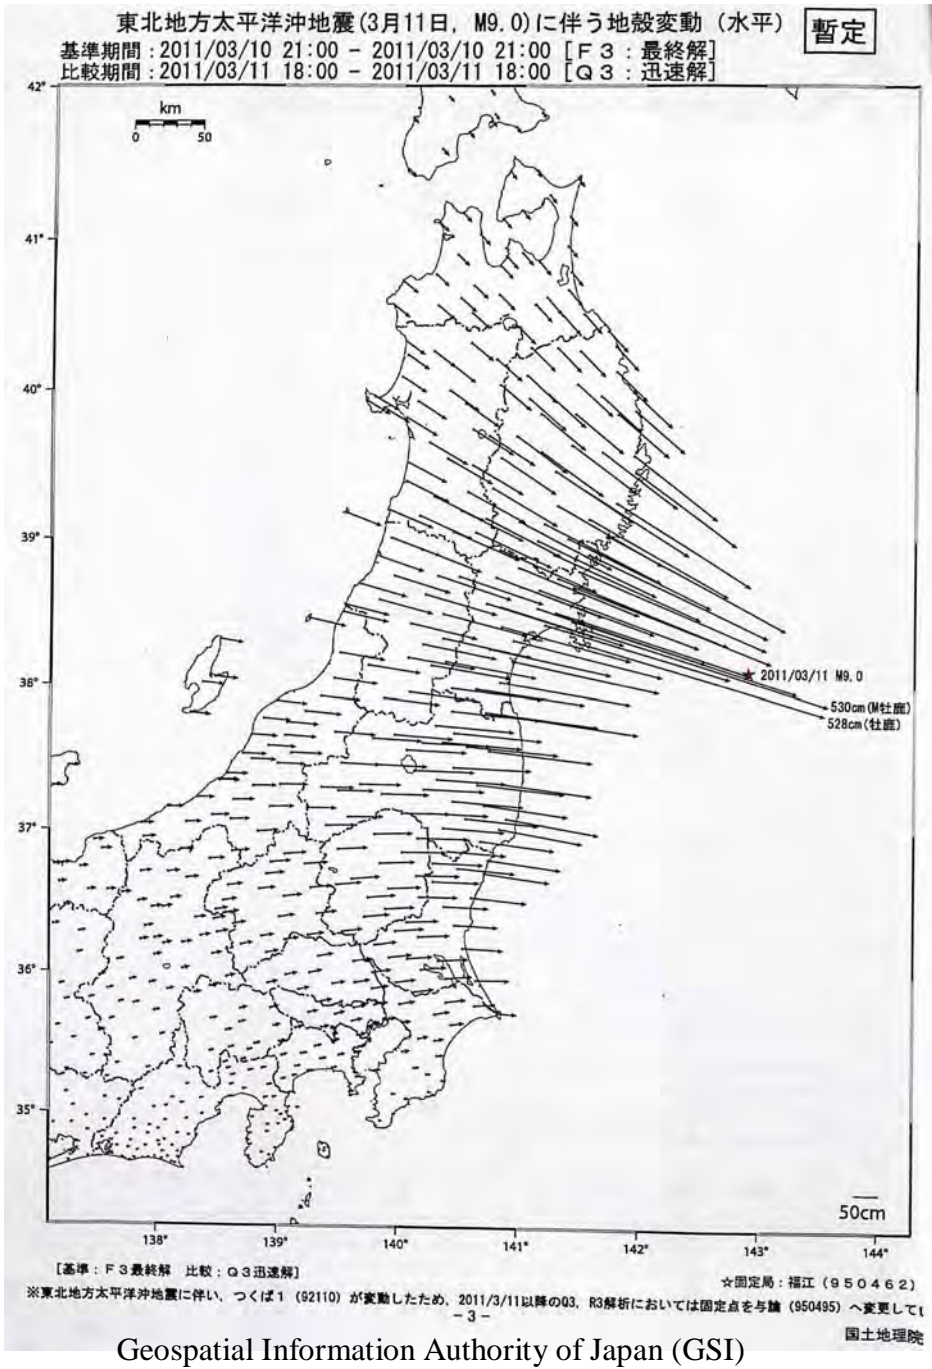 東北地方太平洋沖地震(3月11日, M9.0)に伴う地殻変動 (水平)
暫定
基準期間:2011/03/10 21:00 - 2011/03/10 21:00 [F3:最終解]
比較期間:2011/03/11 18:00 - 2011/03/11 18:00 [Q3:迅速解]
42°
km
0 50
41°
40°
39°
38°
2011/03/11 M9.0
530cm(M牡鹿)
528cm(牡鹿)
37°
36°
35°
50cm
138° 139° 140° 141° 142° 143° 144°
[基準:F3最終解 比較:Q3迅速解]
☆固定局:福江 (950462)
※東北地方太平洋沖地震に伴い、つくば1 (92110) が変動したため、2011/3/11以降のQ3, R3解析においては固定点を与論 (950495) へ変更してい
-3-
国土地理院
Geospatial Information Authority of Japan (GSI)